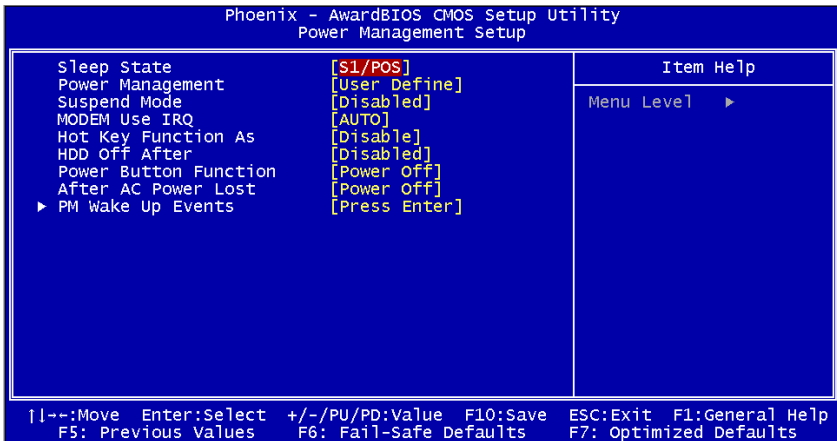 Phoenix - AwardBIOS CMOS Setup Utility
Power Management Setup
Sleep State [S1/POS]
Power Management [User Define]
Suspend Mode [Disabled]
MODEM Use IRQ [AUTO]
Hot Key Function As [Disable]
HDD Off After [Disabled]
Power Button Function [Power Off]
After AC Power Lost [Power Off]
► PM Wake Up Events [Press Enter]
Item Help
Menu Level ►
↑↓→←:Move Enter:Select +/-/PU/PD:Value F10:Save ESC:Exit F1:General Help
F5: Previous Values F6: Fail-Safe Defaults F7: Optimized Defaults